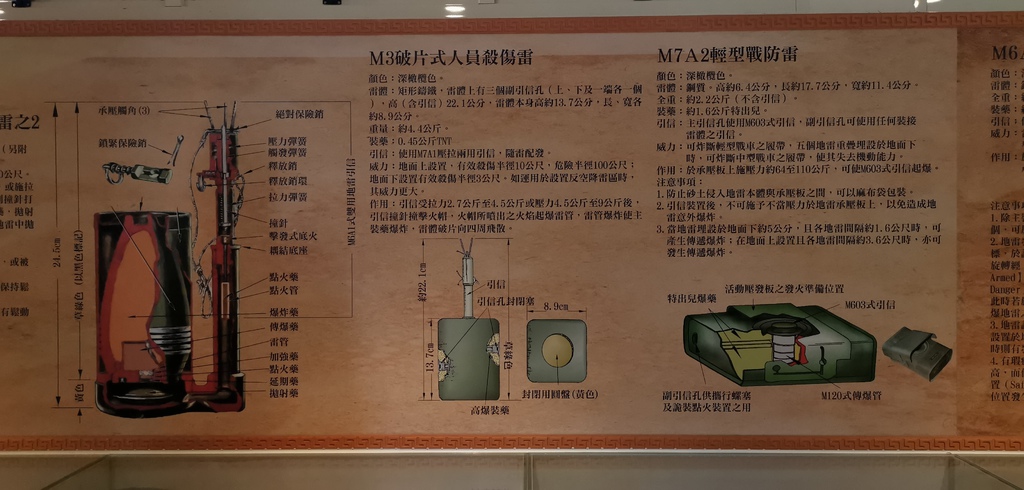 雷之2
承壓觸角(3)
絕對保險銷
鎖緊保險銷
壓力彈簧
觸發彈簧
釋放銷
釋放銷環
拉力彈簧
撞針
擊發式底火
耦結底座
點火藥
點火管
爆炸藥
傳爆藥
雷管
加強藥
點火藥
延期藥
拋射藥
M6A1式雙用地雷引信
24.5cm
草綠色(以黑色標記)
黃色
M3破片式人員殺傷雷
顏色：深橄欖色。
雷體：矩形鑄鐵，雷體上有三個副引信孔(上、下及一端各一個
)，高(含引信)22.1公分，雷體本身高約13.7公分，長、寬各
約8.9公分。
重量：約4.4公斤。
裝藥：0.45公斤TNT
引信：使用M7A1壓拉兩用引信，隨雷配發。
威力：地面上設置，有效殺傷半徑10公尺，危險半徑100公尺；
地面下設置有效殺傷半徑3公尺。如運用於設置反空降雷區時，
其威力更大。
作用：引信受拉力2.7公斤至4.5公斤或壓力4.5公斤至9公斤後，
引信撞針撞擊火帽，火帽所噴出之火焰起爆雷管，雷管爆炸使主
裝藥爆炸，雷體破片向四周飛散。
約22.1cm
引信
引信孔封閉塞
13.7cm
8.9cm
封閉用圓盤(黃色)
高爆裝藥
M7A2輕型戰防雷
顏色：深橄欖色。
雷體：鋼質，高約6.4公分，長約17.7公分，寬約11.4公分。
全重：約2.2公斤(不含引信)。
裝藥：約1.6公斤特出兒。
引信：主引信孔使用M603式引信，副引信孔可使用任何裝接
雷體之引信。
威力：可炸斷輕型戰車之履帶，五個地雷重疊埋設於地面下
時，可炸斷中型戰車之履帶，使其失去機動能力。
作用：於承壓板上施壓力約64至110公斤，可使M603式引信起爆。
注意事項：
1.防止砂土侵入地雷本體與承壓板之間，可以麻布袋包裝。
2.引信裝置後，不可施予不當壓力於地雷承壓板上，以免造成地
雷意外爆炸。
3.當地雷埋設於地面下約5公分，且各地雷間隔約1.6公尺時，可
產生傳遞爆炸；在地面上設置且各地雷間隔約3.6公尺時，亦可
發生傳遞爆炸。
活動壓發板之發火準備位置
特出兒爆藥
M603式引信
副引信孔供攜行螺塞
及詭裝點火裝置之用
M120式傳爆管